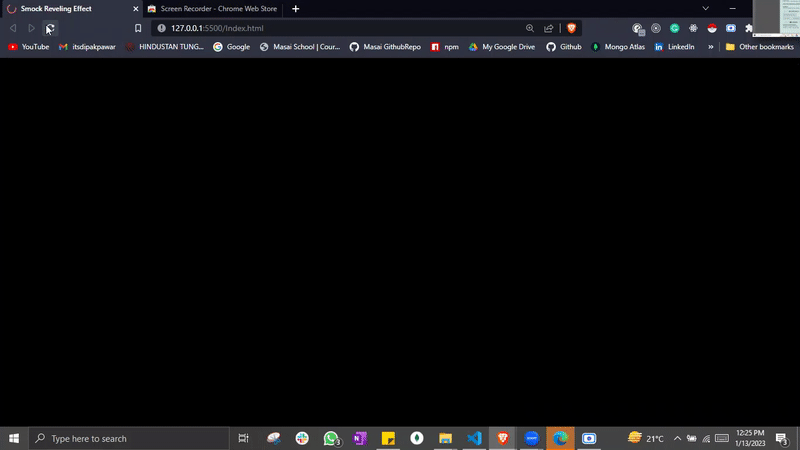 Smock Reveling Effect
Screen Recorder - Chrome Web Store
127.0.0.1:5500/index.html
YouTube
itsdipakpawar
HINDUSTAN TUNG...
Google
Masai School | Cour...
Masai GithubRepo
npm
My Google Drive
Github
Mongo Atlas
LinkedIn
»
Other bookmarks
Type here to search
3
21°C
12:25 PM
1/13/2023
3